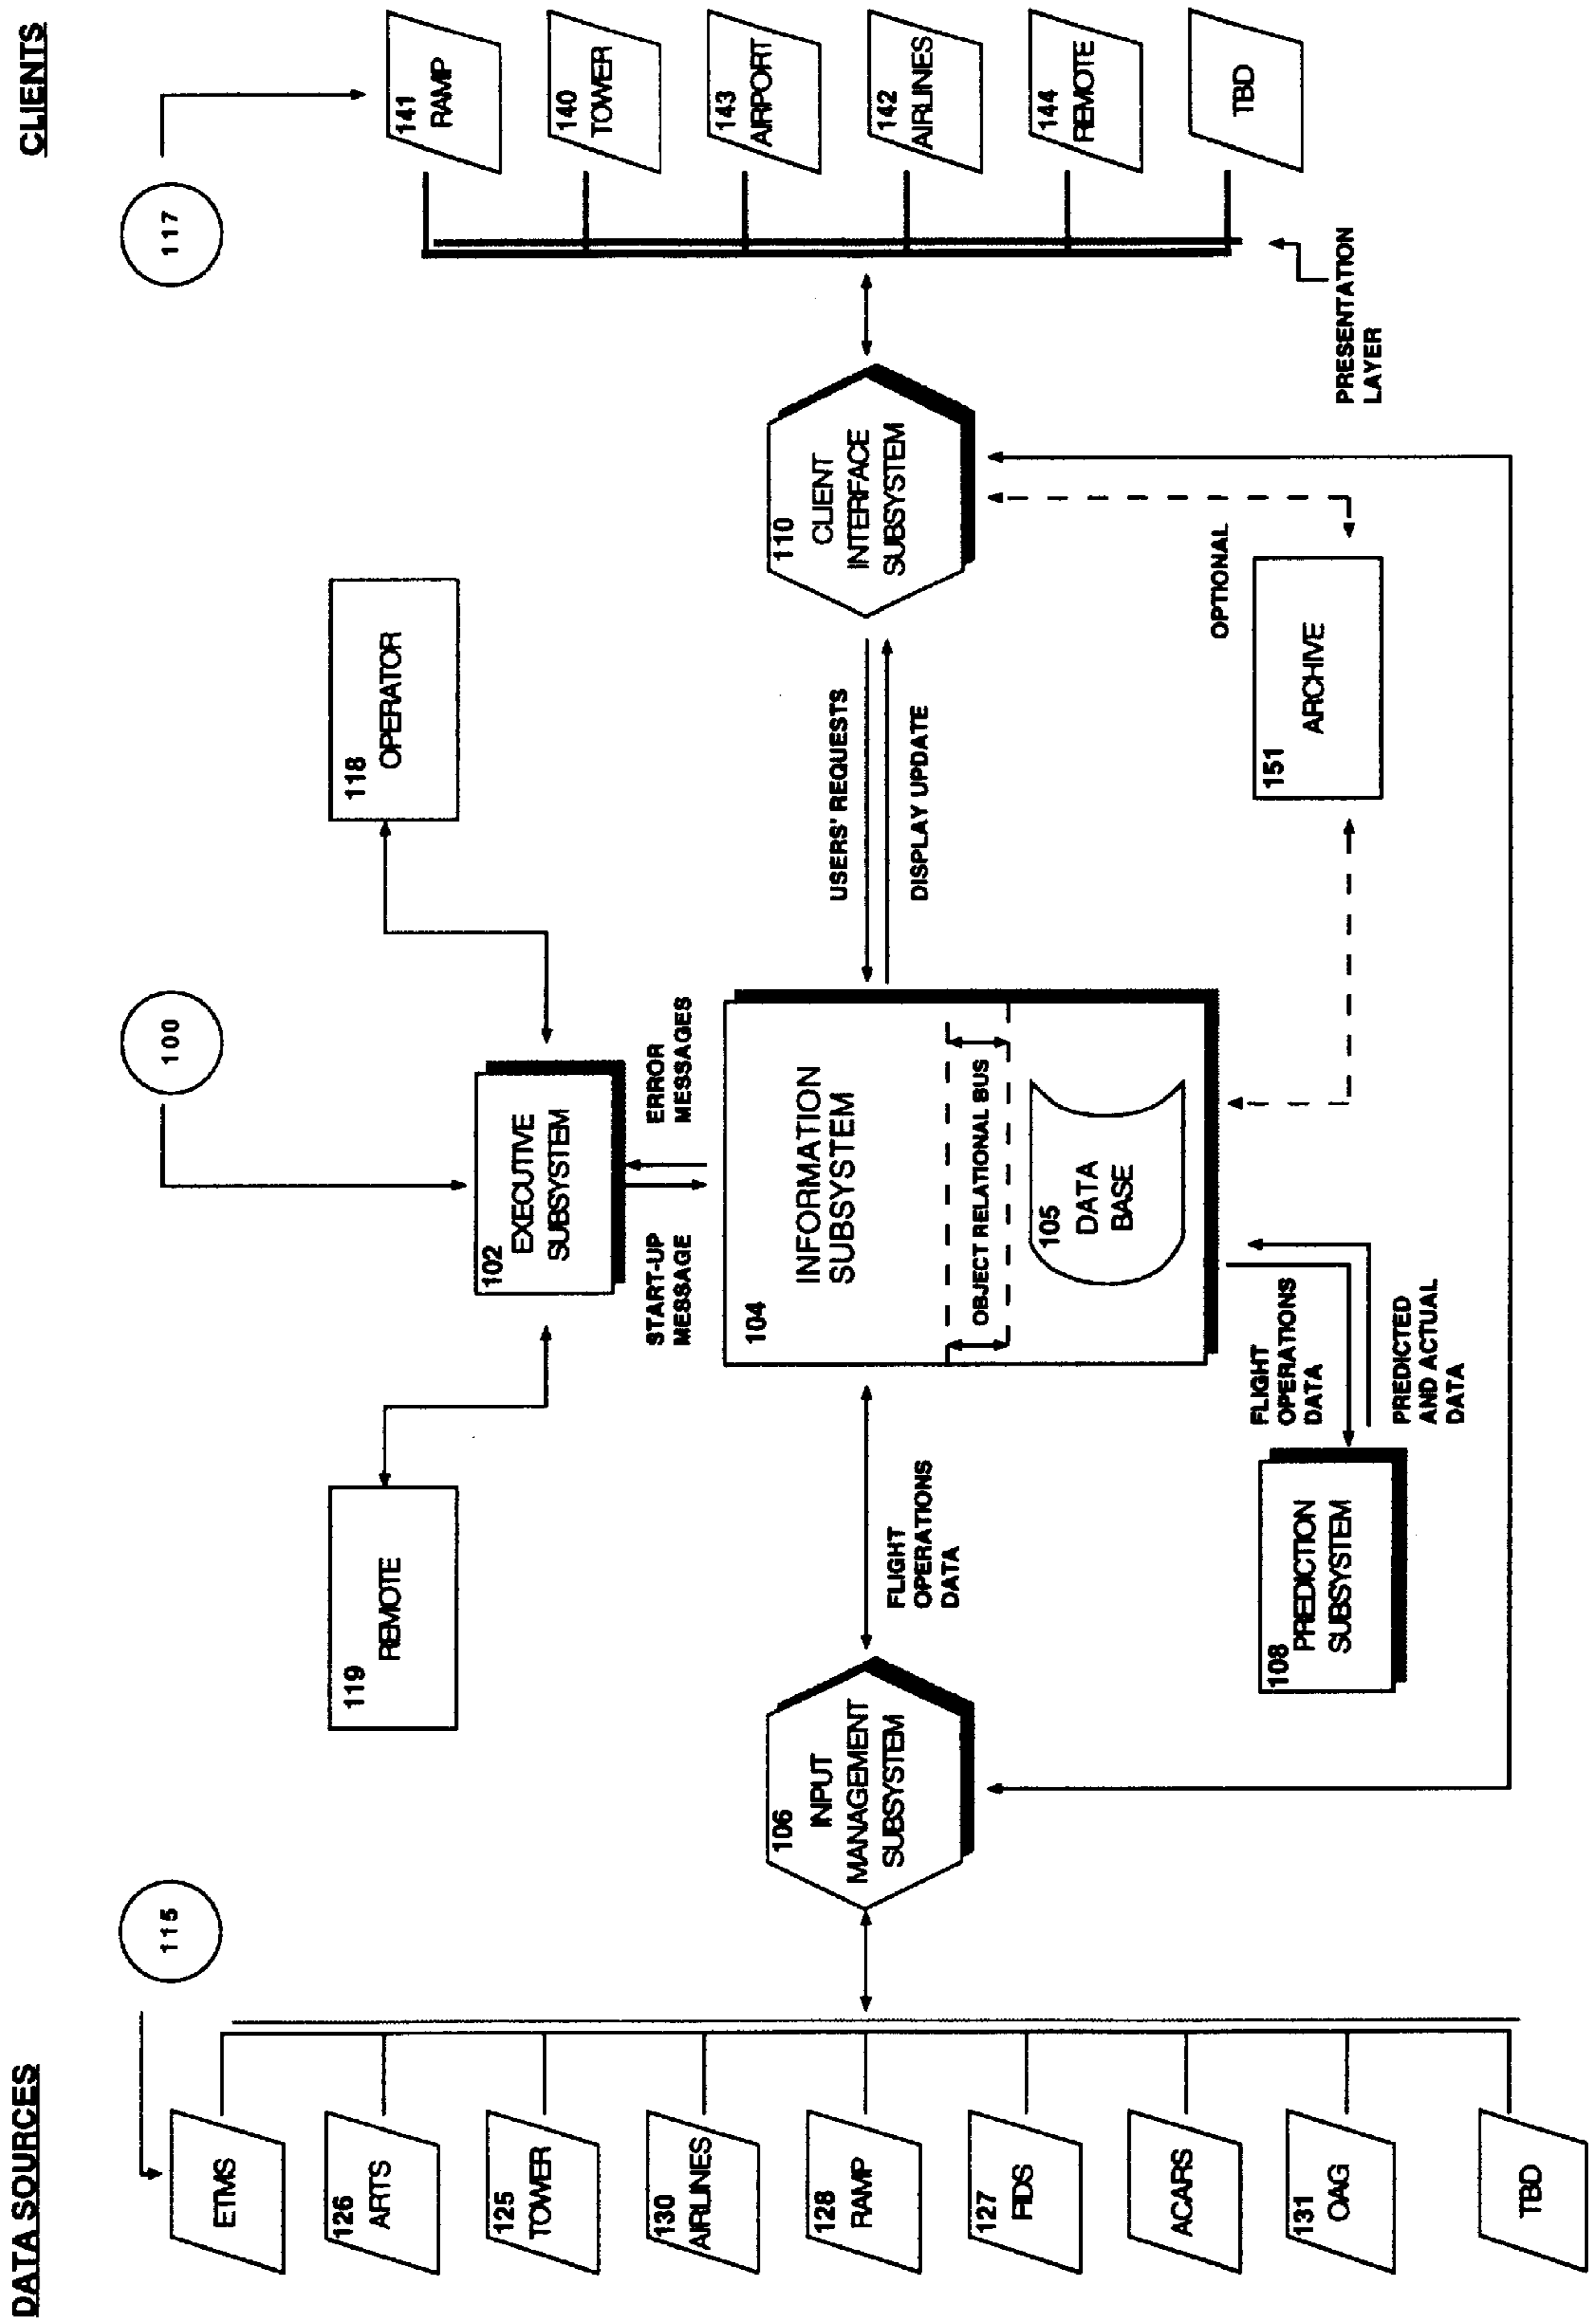 DATA SOURCES
CLIENTS
115
100
117
ETMS
126
ARTS
125
TOWER
130
AIRLINES
128
RAMP
127
FIDS
ACARS
131
OAG
TBD
119
REMOTE
118
OPERATOR
102
EXECUTIVE
SUBSYSTEM
START-UP
MESSAGE
ERROR
MESSAGES
106
INPUT
MANAGEMENT
SUBSYSTEM
FLIGHT
OPERATIONS
DATA
104
INFORMATION
SUBSYSTEM
OBJECT RELATIONAL BUS
105
DATA
BASE
USERS' REQUESTS
DISPLAY UPDATE
110
CLIENT
INTERFACE
SUBSYSTEM
108
PREDICTION
SUBSYSTEM
FLIGHT
OPERATIONS
DATA
PREDICTED
AND ACTUAL
DATA
151
ARCHIVE
OPTIONAL
PRESENTATION
LAYER
141
RAMP
140
TOWER
143
AIRPORT
142
AIRLINES
144
REMOTE
TBD